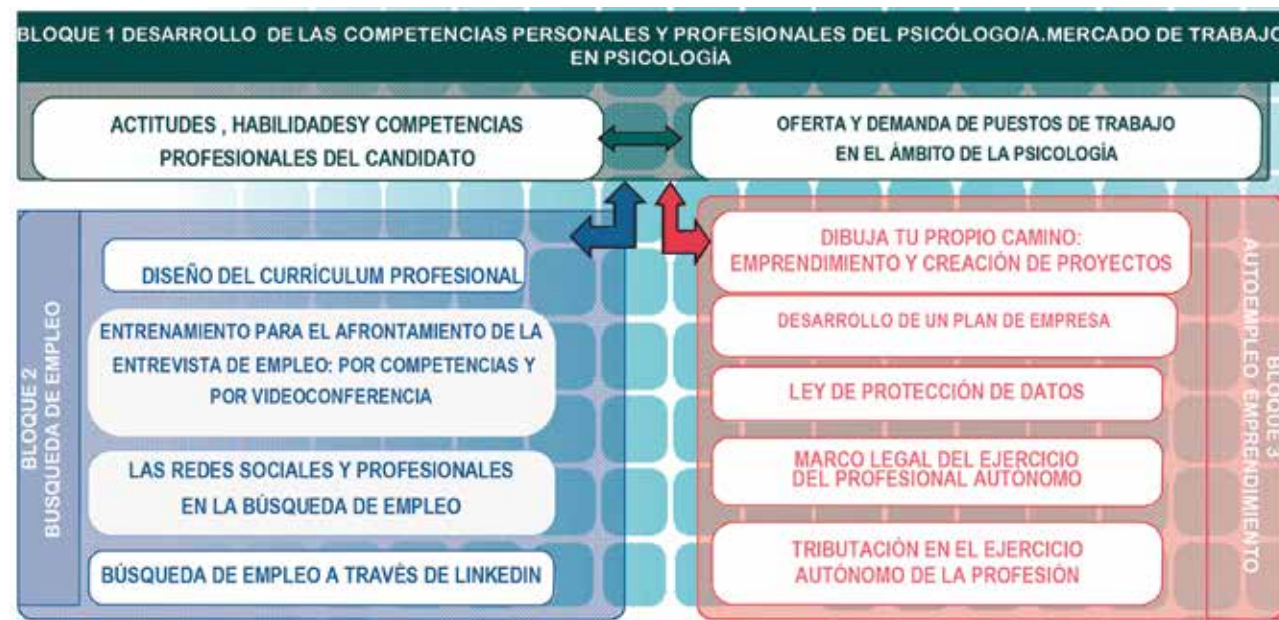 BLOQUE 1 DESARROLLO DE LAS COMPETENCIAS PERSONALES Y PROFESIONALES DEL PSICÓLOGO/A.MERCADO DE TRABAJO
EN PSICOLOGÍA
ACTITUDES , HABILIDADESY COMPETENCIAS
PROFESIONALES DEL CANDIDATO
OFERTA Y DEMANDA DE PUESTOS DE TRABAJO
EN EL ÁMBITO DE LA PSICOLOGÍA
BLOQUE 2
BUSQUEDA DE EMPLEO
DISEÑO DEL CURRÍCULUM PROFESIONAL
ENTRENAMIENTO PARA EL AFRONTAMIENTO DE LA
ENTREVISTA DE EMPLEO: POR COMPETENCIAS Y
POR VIDEOCONFERENCIA
LAS REDES SOCIALES Y PROFESIONALES
EN LA BÚSQUEDA DE EMPLEO
BÚSQUEDA DE EMPLEO A TRAVÉS DE LINKEDIN
DIBUJA TU PROPIO CAMINO:
EMPRENDIMIENTO Y CREACIÓN DE PROYECTOS
DESARROLLO DE UN PLAN DE EMPRESA
LEY DE PROTECCIÓN DE DATOS
MARCO LEGAL DEL EJERCICIO
DEL PROFESIONAL AUTÓNOMO
TRIBUTACIÓN EN EL EJERCICIO
AUTÓNOMO DE LA PROFESIÓN
BLOQUE 3
AUTOEMPLEO EMPRENDIMIENTO